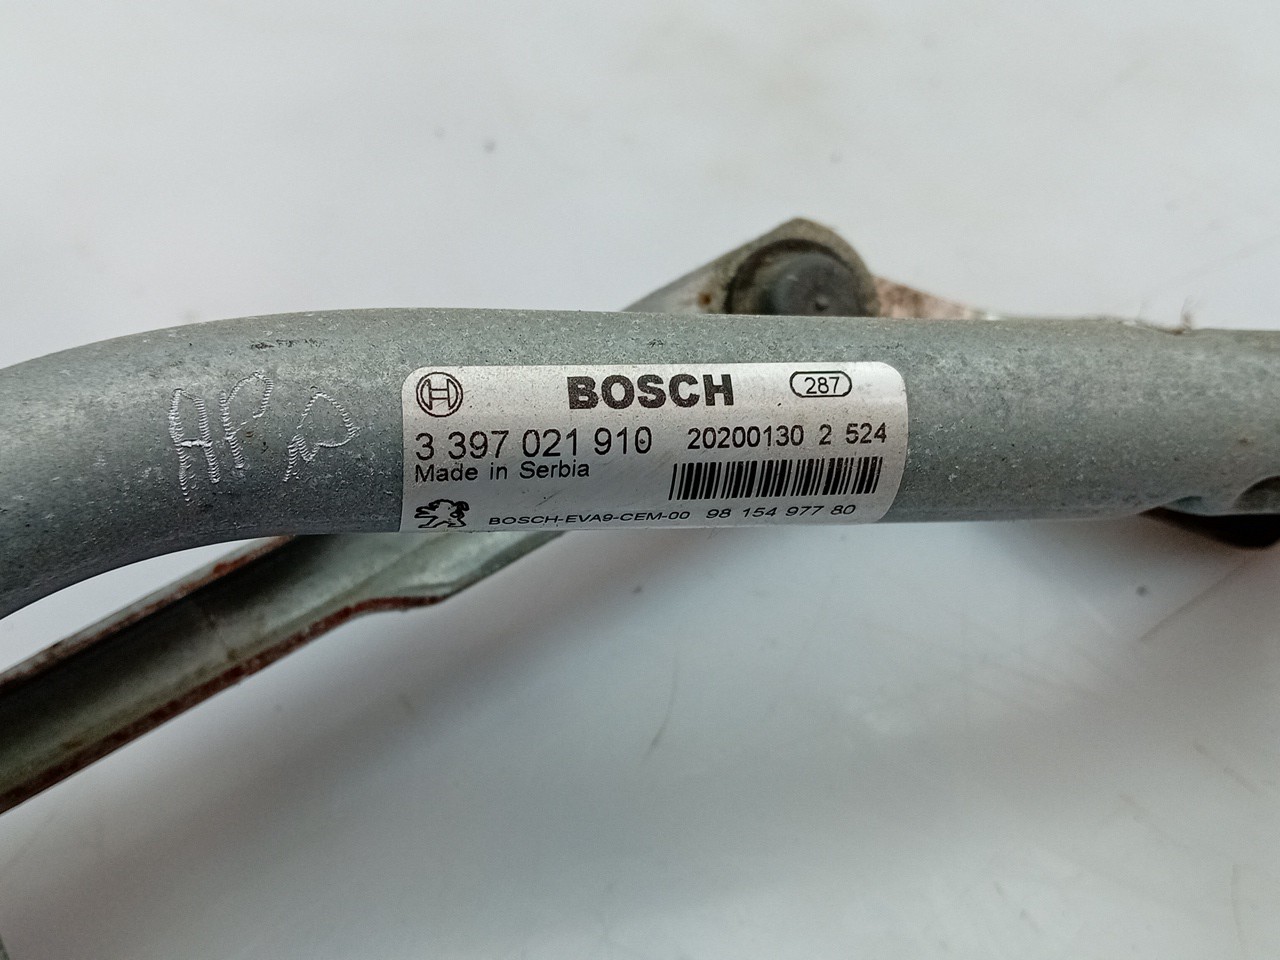 BOSCH 287
3 397 021 910 20200130 2 524
Made in Serbia
BOSCH-EVA9-CEM-00 98 154 977 80